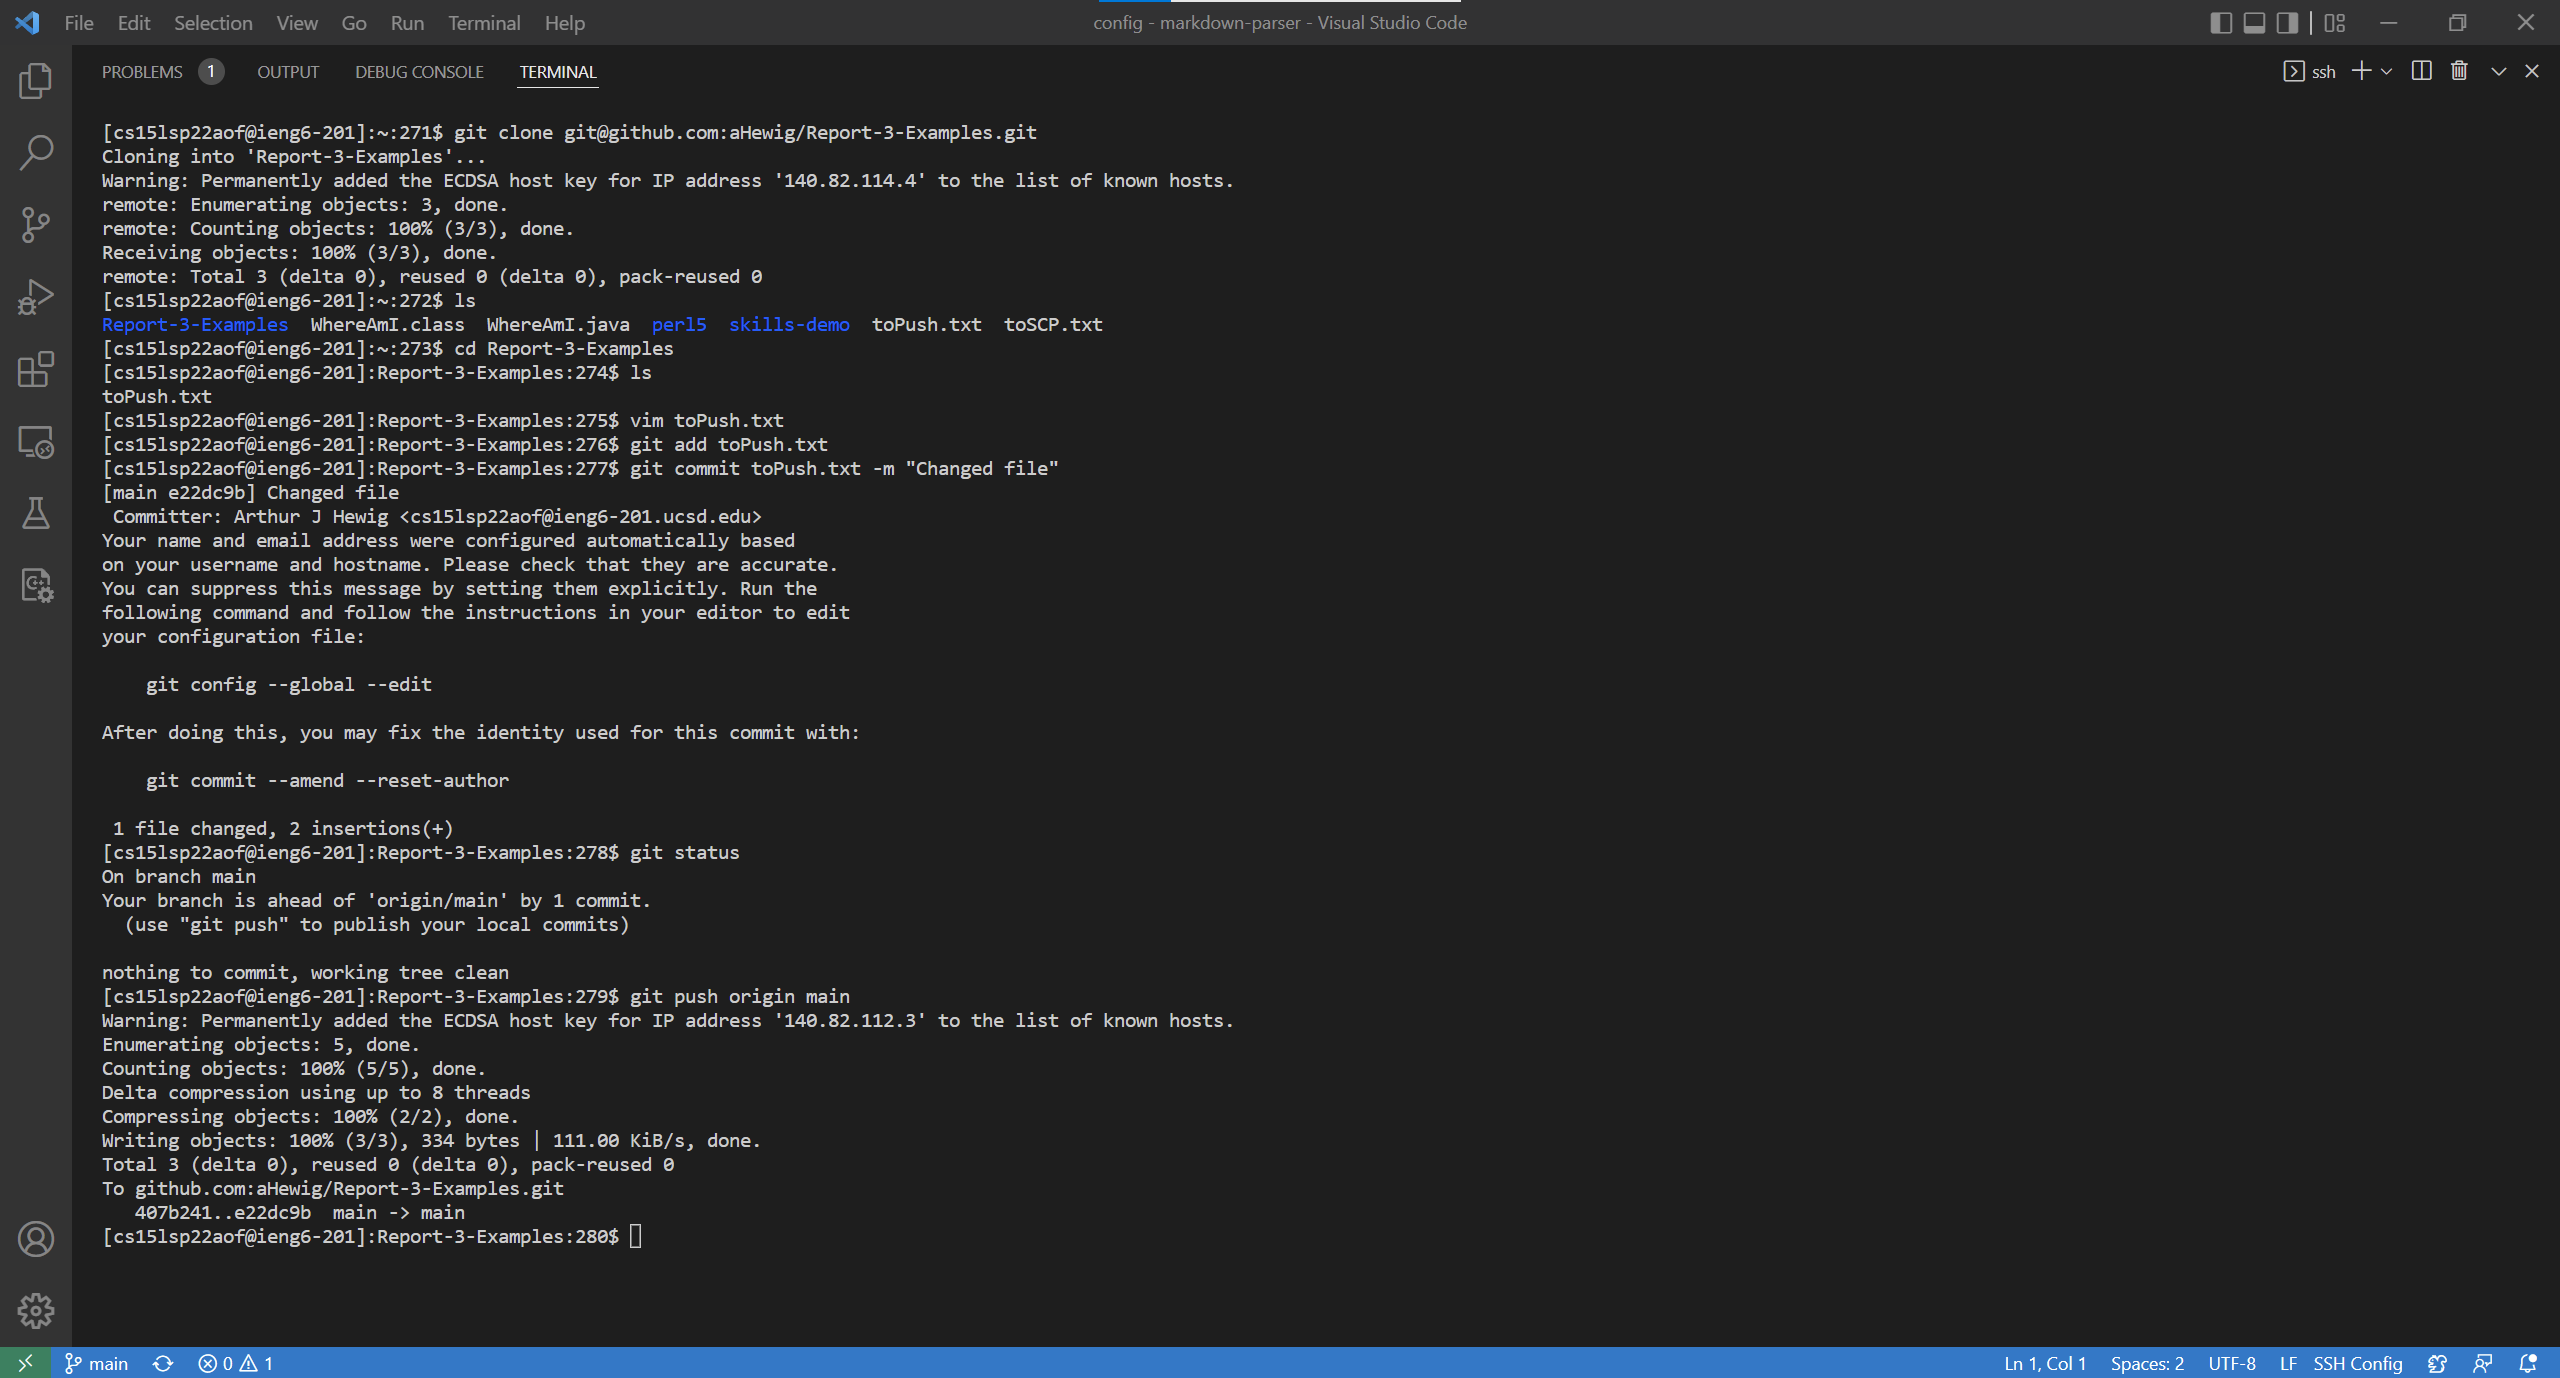 File Edit Selection View Go Run Terminal Help
config - markdown-parser - Visual Studio Code
PROBLEMS 1 OUTPUT DEBUG CONSOLE TERMINAL
ssh
[cs15lsp22aof@ieng6-201]:~:271$ git clone git@github.com:aHewig/Report-3-Examples.git
Cloning into 'Report-3-Examples'...
Warning: Permanently added the ECDSA host key for IP address '140.82.114.4' to the list of known hosts.
remote: Enumerating objects: 3, done.
remote: Counting objects: 100% (3/3), done.
Receiving objects: 100% (3/3), done.
remote: Total 3 (delta 0), reused 0 (delta 0), pack-reused 0
[cs15lsp22aof@ieng6-201]:~:272$ ls
Report-3-Examples  WhereAmI.class  WhereAmI.java  perl5  skills-demo  toPush.txt  toSCP.txt
[cs15lsp22aof@ieng6-201]:~:273$ cd Report-3-Examples
[cs15lsp22aof@ieng6-201]:Report-3-Examples:274$ ls
toPush.txt
[cs15lsp22aof@ieng6-201]:Report-3-Examples:275$ vim toPush.txt
[cs15lsp22aof@ieng6-201]:Report-3-Examples:276$ git add toPush.txt
[cs15lsp22aof@ieng6-201]:Report-3-Examples:277$ git commit toPush.txt -m "Changed file"
[main e22dc9b] Changed file
 Committer: Arthur J Hewig <cs15lsp22aof@ieng6-201.ucsd.edu>
Your name and email address were configured automatically based
on your username and hostname. Please check that they are accurate.
You can suppress this message by setting them explicitly. Run the
following command and follow the instructions in your editor to edit
your configuration file:
    git config --global --edit
After doing this, you may fix the identity used for this commit with:
    git commit --amend --reset-author
 1 file changed, 2 insertions(+)
[cs15lsp22aof@ieng6-201]:Report-3-Examples:278$ git status
On branch main
Your branch is ahead of 'origin/main' by 1 commit.
  (use "git push" to publish your local commits)
nothing to commit, working tree clean
[cs15lsp22aof@ieng6-201]:Report-3-Examples:279$ git push origin main
Warning: Permanently added the ECDSA host key for IP address '140.82.112.3' to the list of known hosts.
Enumerating objects: 5, done.
Counting objects: 100% (5/5), done.
Delta compression using up to 8 threads
Compressing objects: 100% (2/2), done.
Writing objects: 100% (3/3), 334 bytes | 111.00 KiB/s, done.
Total 3 (delta 0), reused 0 (delta 0), pack-reused 0
To github.com:aHewig/Report-3-Examples.git
   407b241..e22dc9b  main -> main
[cs15lsp22aof@ieng6-201]:Report-3-Examples:280$
main 0 1 Ln 1, Col 1 Spaces: 2 UTF-8 LF SSH Config